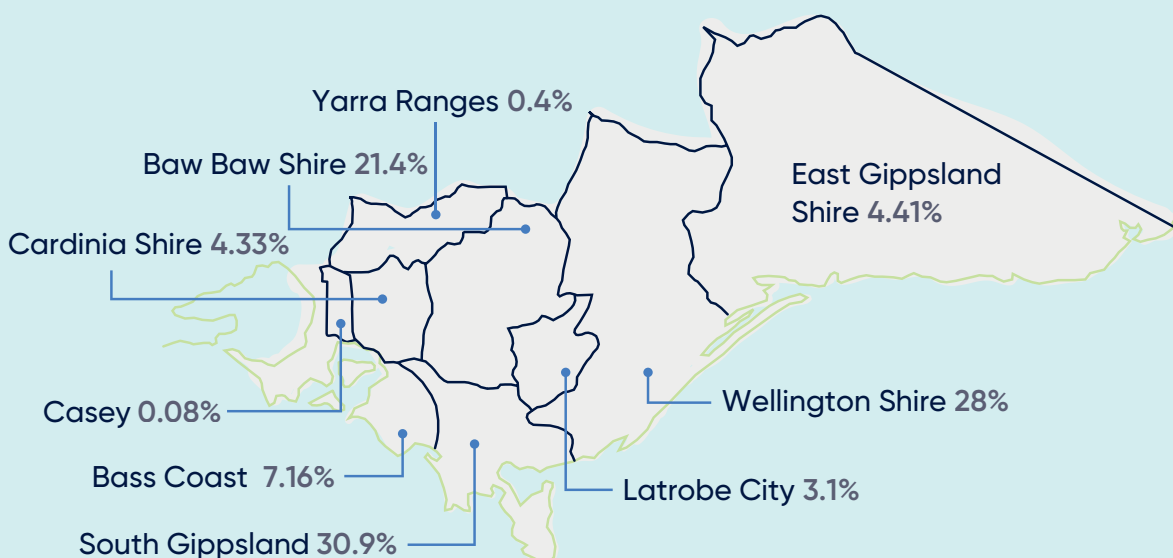 Yarra Ranges 0.4%
Baw Baw Shire 21.4%
East Gippsland
Shire 4.41%
Cardinia Shire 4.33%
Wellington Shire 28%
Casey 0.08%
Bass Coast 7.16%
Latrobe City 3.1%
South Gippsland 30.9%